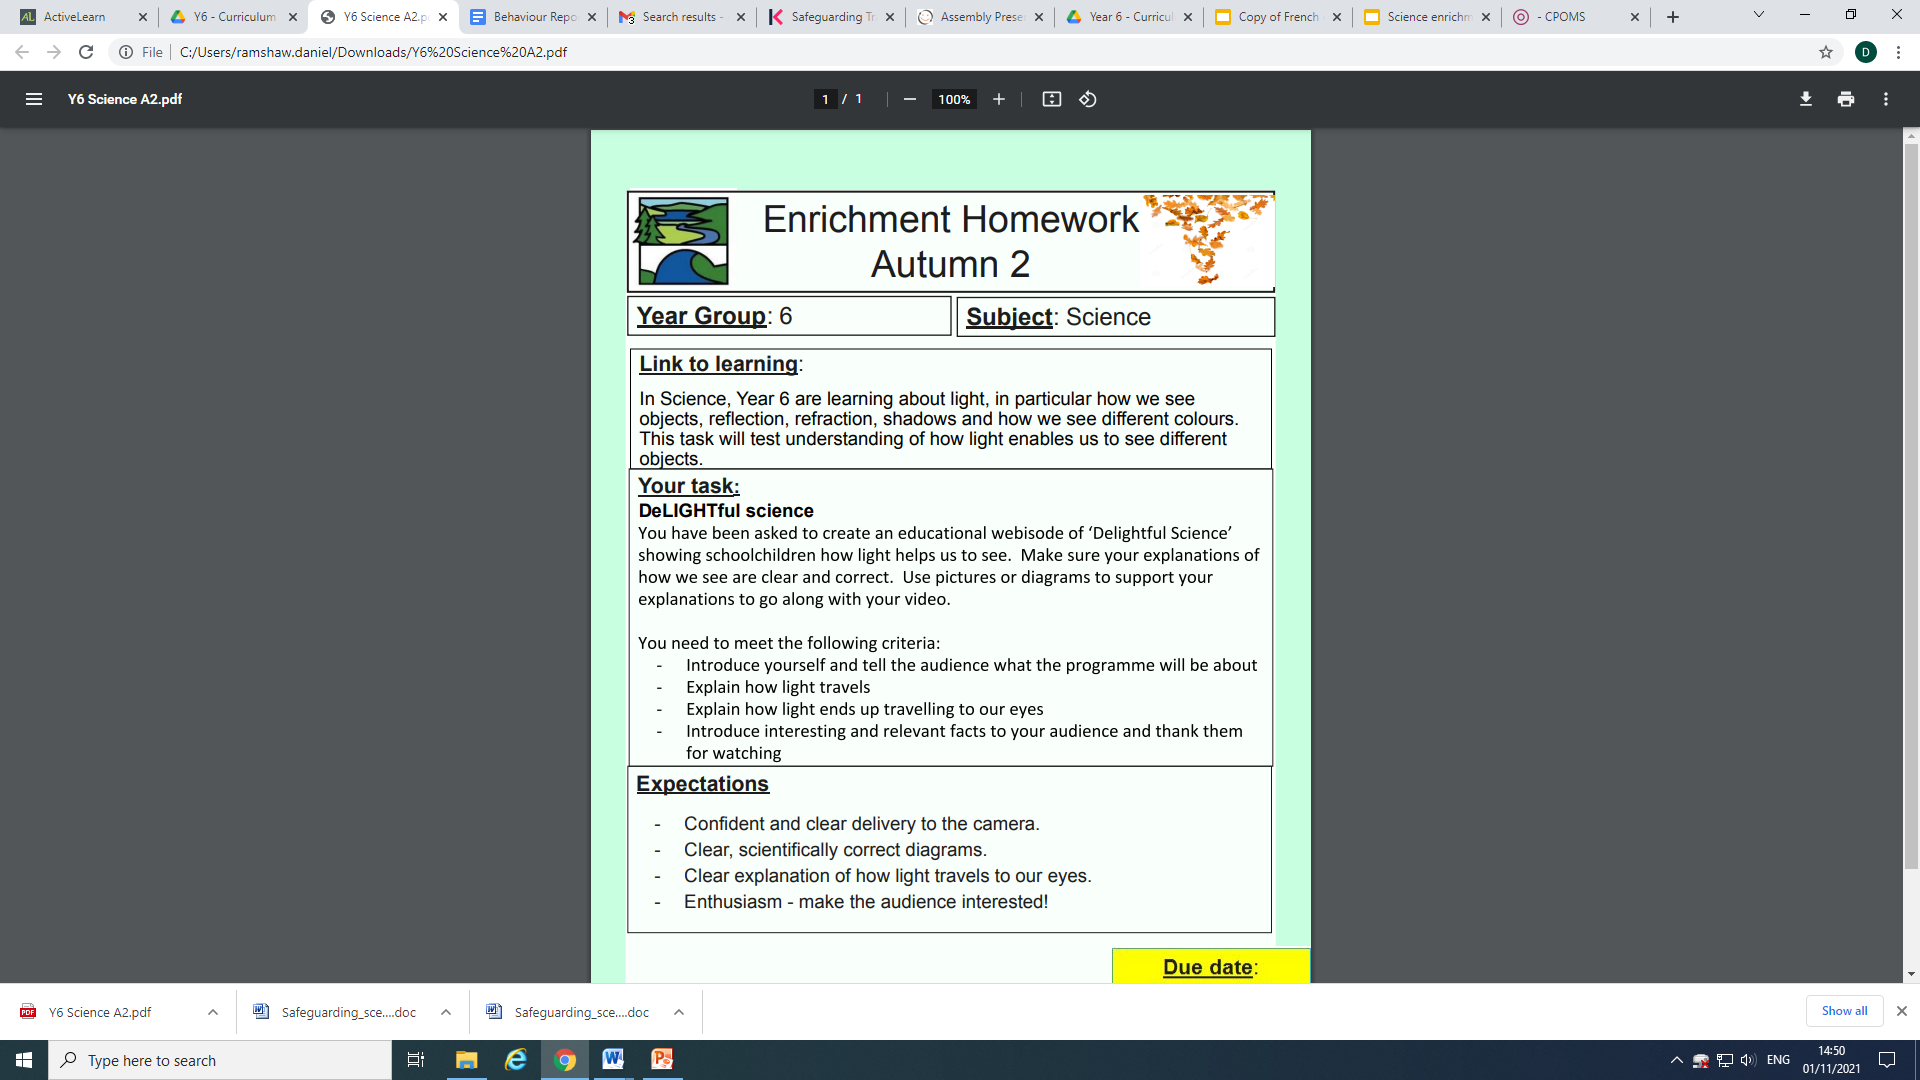 ActiveLearn
Y6 - Curriculum
Y6 Science A2.p
Behaviour Repo
Search results -
Safeguarding Tr
Assembly Prese
Year 6 - Curricul
Copy of French
Science enrichm
- CPOMS
File
C:/Users/ramshaw.daniel/Downloads/Y6%20Science%20A2.pdf
D
Y6 Science A2.pdf
1 / 1
100%
Enrichment Homework
Autumn 2
Year Group: 6
Subject: Science
Link to learning:
In Science, Year 6 are learning about light, in particular how we see
objects, reflection, refraction, shadows and how we see different colours.
This task will test understanding of how light enables us to see different
objects.
Your task:
DeLIGHTful science
You have been asked to create an educational webisode of ‘Delightful Science’
showing schoolchildren how light helps us to see.  Make sure your explanations of
how we see are clear and correct.  Use pictures or diagrams to support your
explanations to go along with your video.
You need to meet the following criteria:
- Introduce yourself and tell the audience what the programme will be about
- Explain how light travels
- Explain how light ends up travelling to our eyes
- Introduce interesting and relevant facts to your audience and thank them
for watching
Expectations
- Confident and clear delivery to the camera.
- Clear, scientifically correct diagrams.
- Clear explanation of how light travels to our eyes.
- Enthusiasm - make the audience interested!
Due date:
Y6 Science A2.pdf
Safeguarding_sce....doc
Safeguarding_sce....doc
Show all
Type here to search
ENG
14:50
01/11/2021